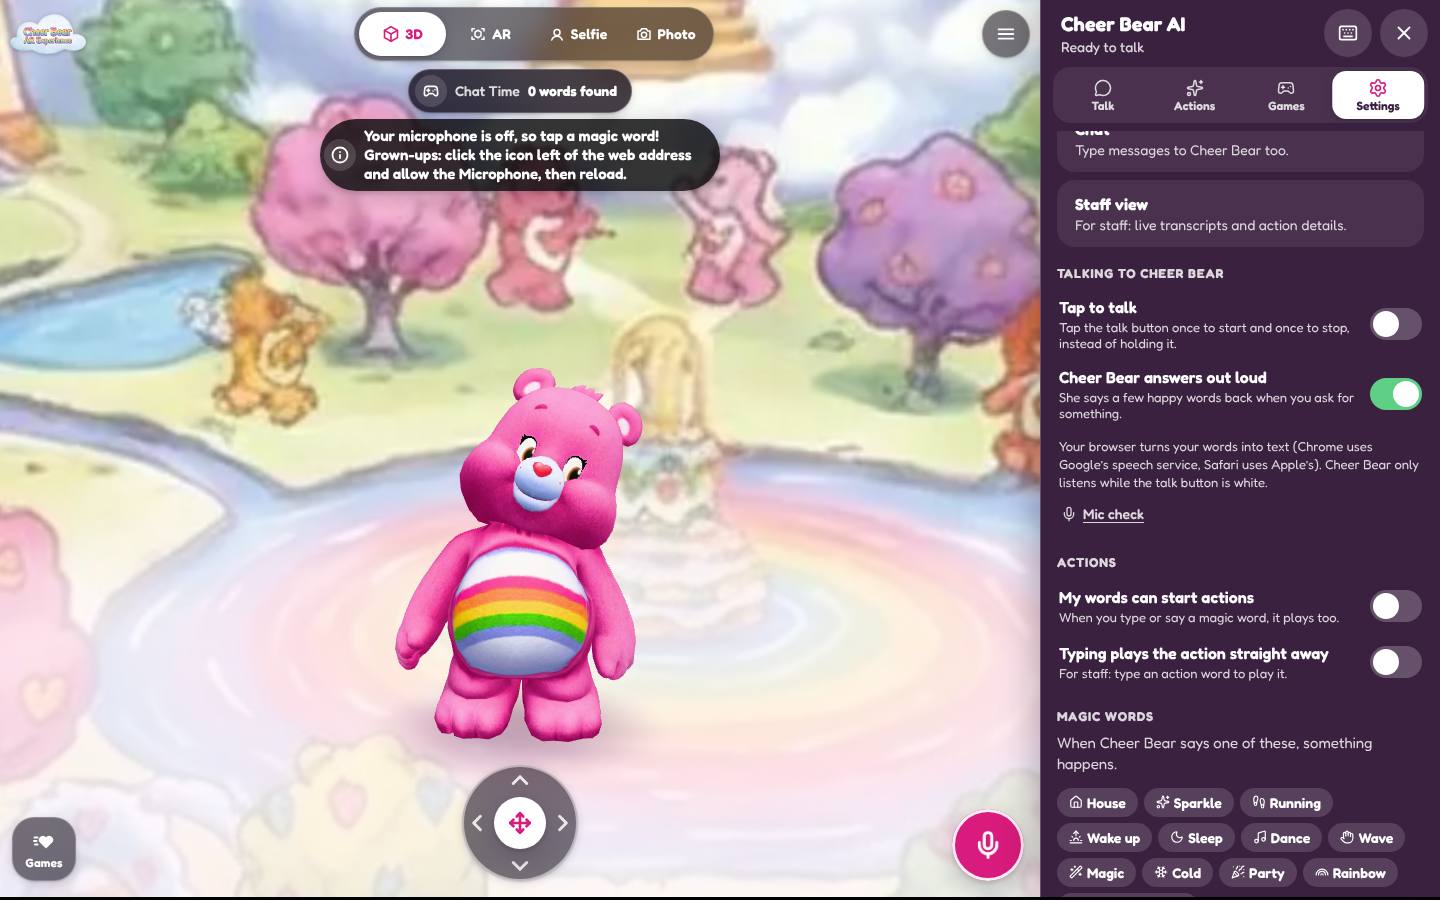 Cheer Bear
AR Experience
3D
AR
Selfie
Photo
Chat Time 0 words found
Your microphone is off, so tap a magic word!
Grown-ups: click the icon left of the web address
and allow the Microphone, then reload.
Games
Cheer Bear AI
Ready to talk
Talk
Actions
Games
Settings
Chat
Type messages to Cheer Bear too.
Staff view
For staff: live transcripts and action details.
TALKING TO CHEER BEAR
Tap to talk
Tap the talk button once to start and once to stop,
instead of holding it.
Cheer Bear answers out loud
She says a few happy words back when you ask for
something.
Your browser turns your words into text (Chrome uses
Google's speech service, Safari uses Apple's). Cheer Bear only
listens while the talk button is white.
Mic check
ACTIONS
My words can start actions
When you type or say a magic word, it plays too.
Typing plays the action straight away
For staff: type an action word to play it.
MAGIC WORDS
When Cheer Bear says one of these, something
happens.
House
Sparkle
Running
Wake up
Sleep
Dance
Wave
Magic
Cold
Party
Rainbow